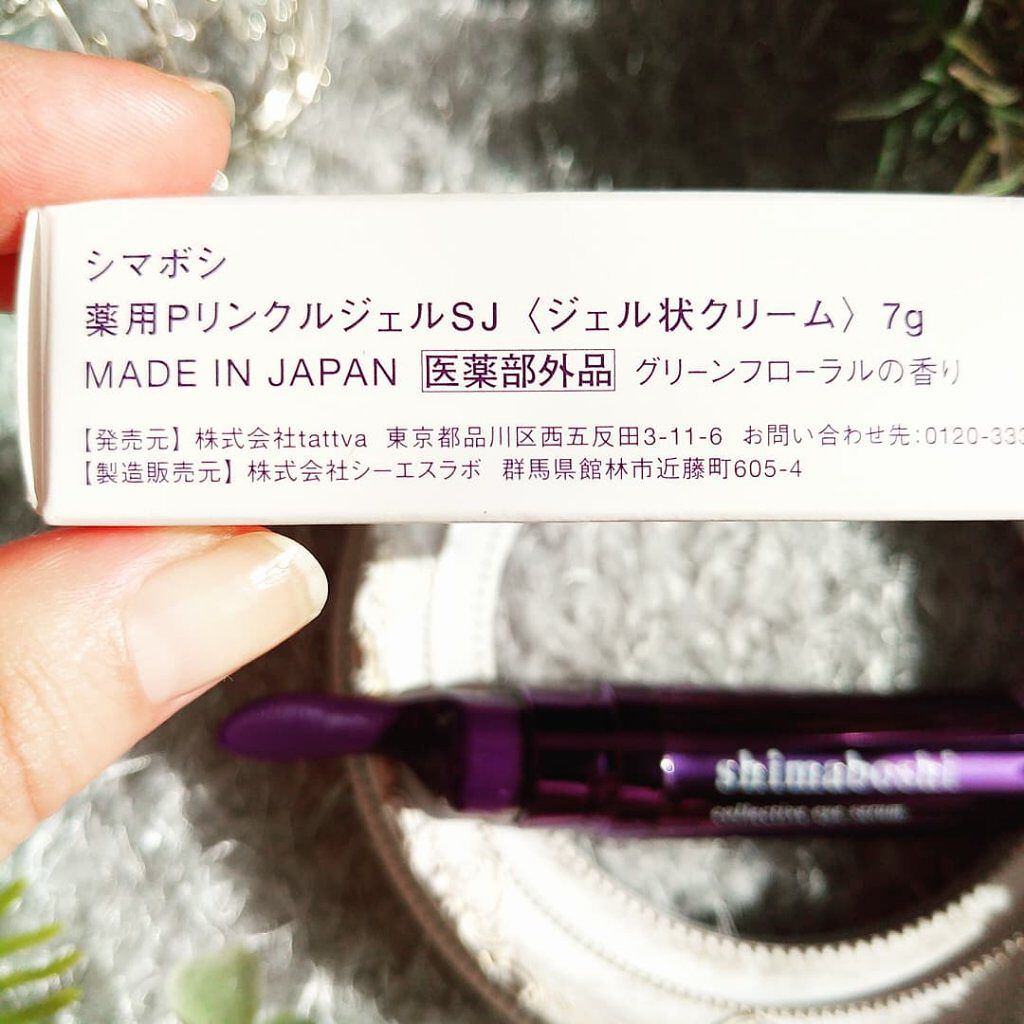 シマボシ
薬用PリンクルジェルSJ〈ジェル状クリーム〉7g
MADE IN JAPAN 医薬部外品 グリーンフローラルの香り
【発売元】株式会社tattva 東京都品川区西五反田3-11-6 お問い合わせ先:0120-333
【製造販売元】株式会社シーエスラボ 群馬県館林市近藤町605-4
shimaboshi